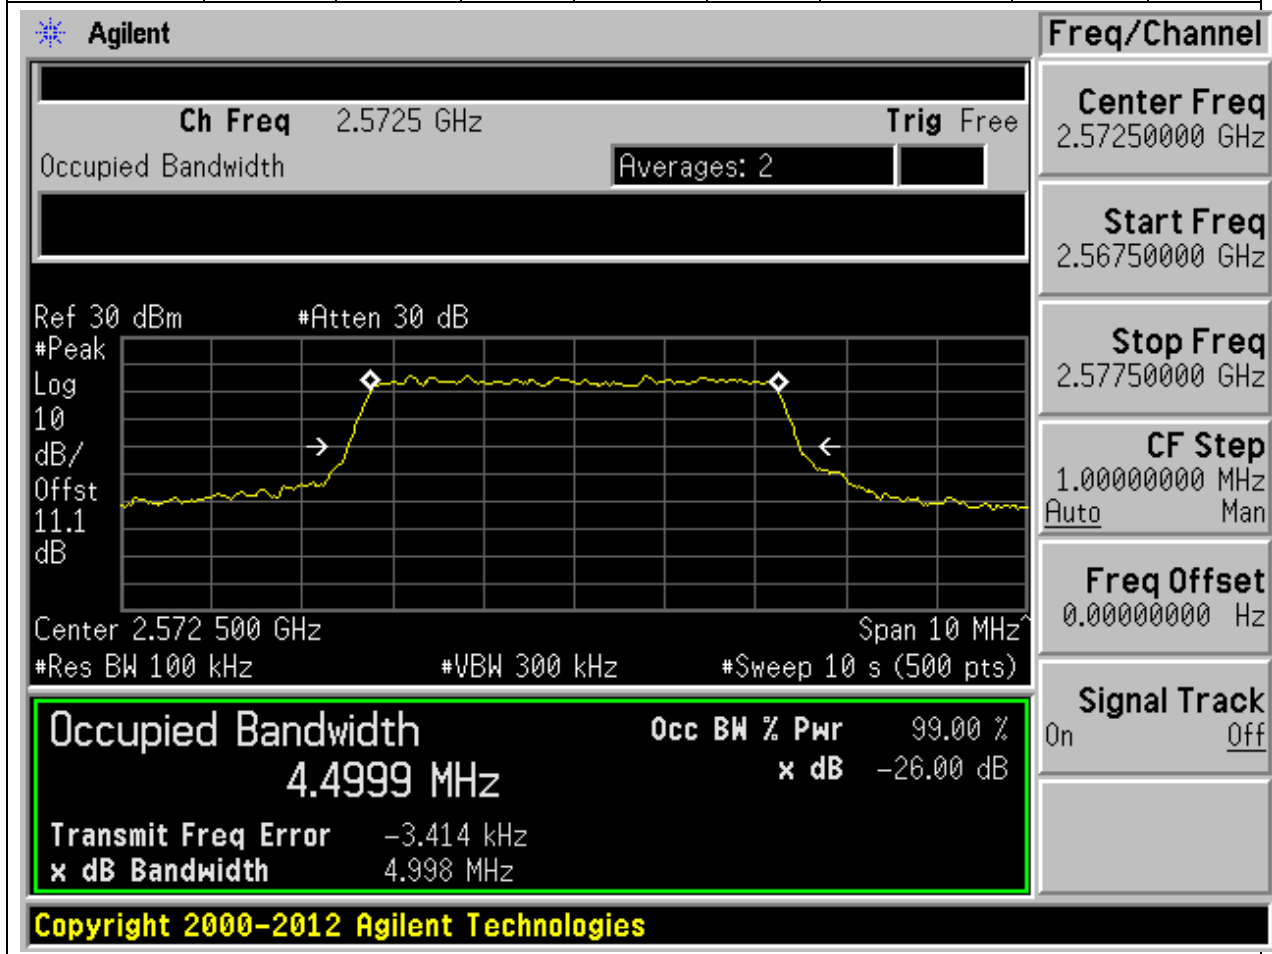 Agilent
Freq/Channel
Ch Freq 2.5725 GHz Trig Free
Occupied Bandwidth Averages: 2
Center Freq
2.57250000 GHz
Start Freq
2.56750000 GHz
Stop Freq
2.57750000 GHz
CF Step
1.00000000 MHz
Auto Man
Freq Offset
0.00000000 Hz
Signal Track
On Off
Ref 30 dBm #Atten 30 dB
#Peak
Log
10
dB/
Offst
11.1
dB
Center 2.572 500 GHz Span 10 MHz^
#Res BW 100 kHz #VBW 300 kHz #Sweep 10 s (500 pts)
Occupied Bandwidth Occ BW % Pwr 99.00 %
4.4999 MHz x dB -26.00 dB
Transmit Freq Error -3.414 kHz
x dB Bandwidth 4.998 MHz
Copyright 2000-2012 Agilent Technologies